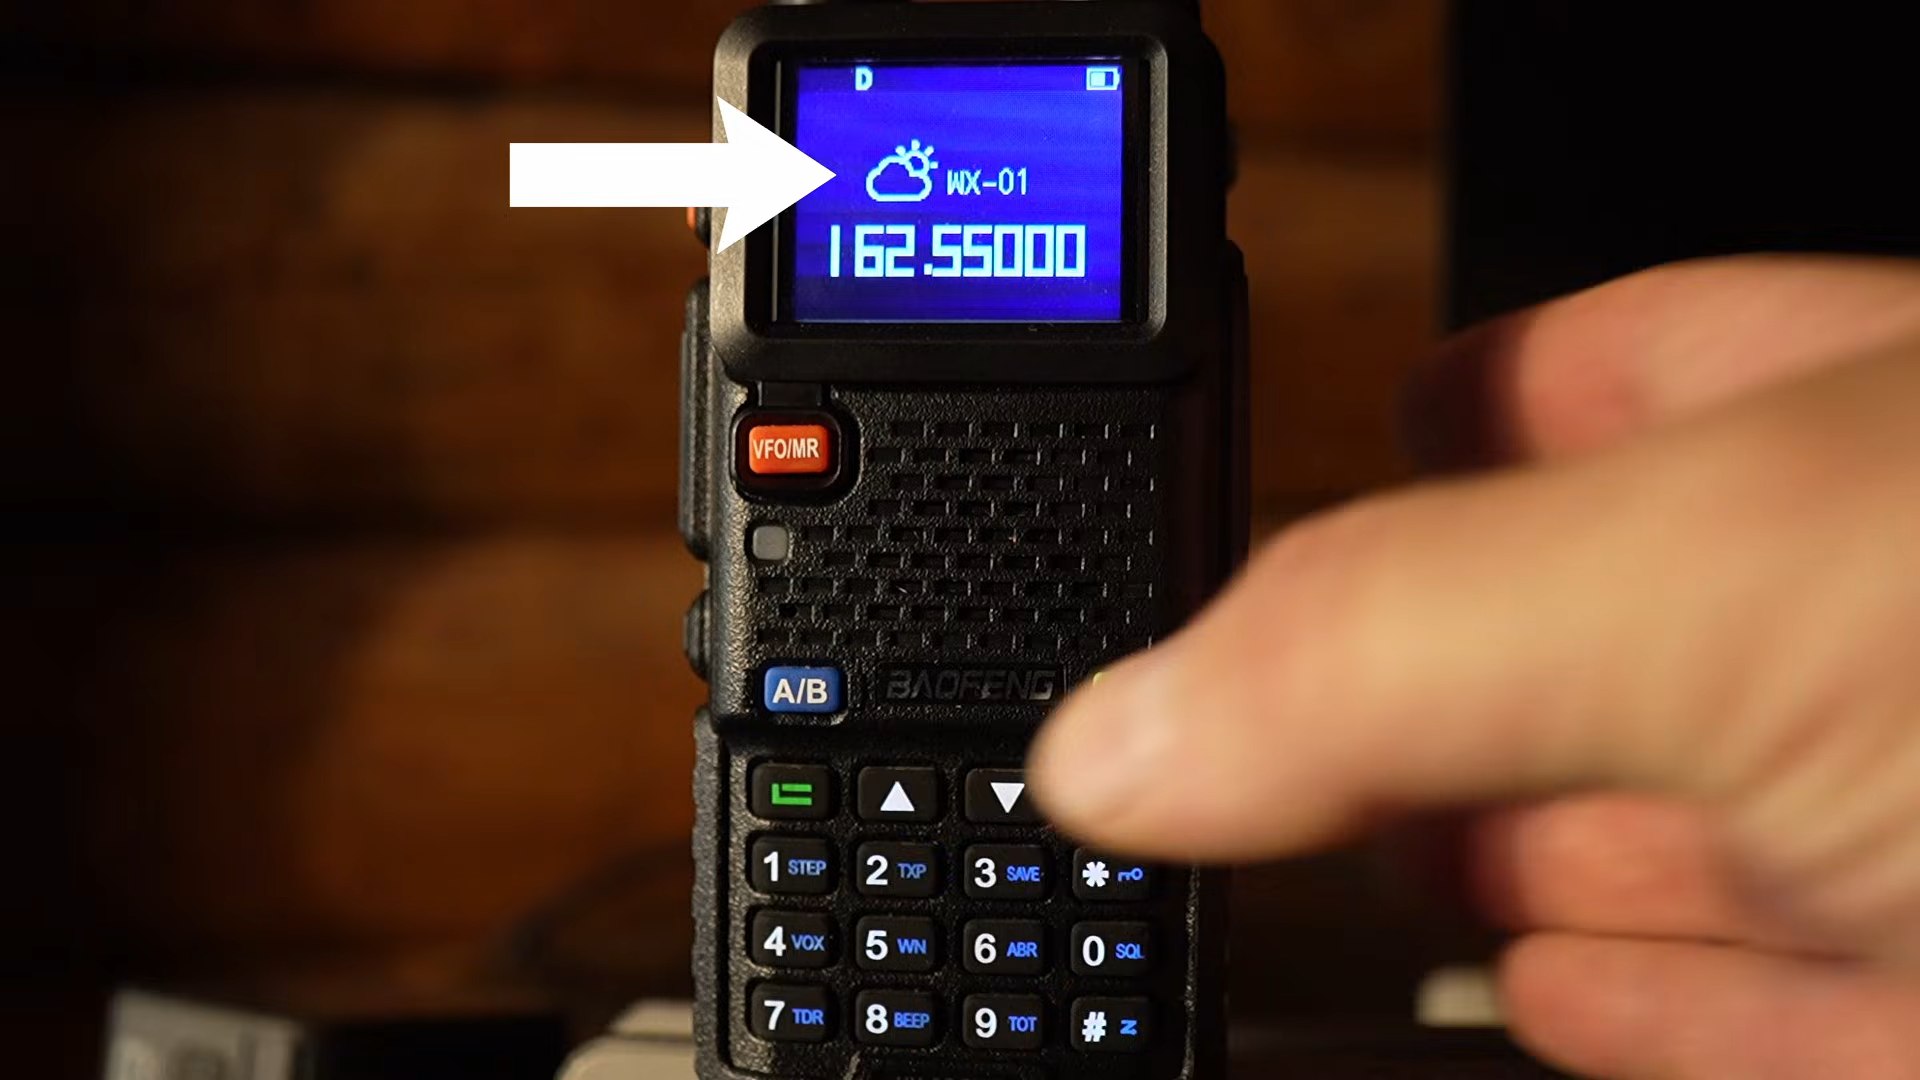 D
WX-01
162.55000
VFO/MR
A/B
BAOFENG
1 STEP 2 TXP 3 SAVE *
4 VOX 5 WN 6 ABR 0 SQL
7 TDR 8 BEEP 9 TOT #